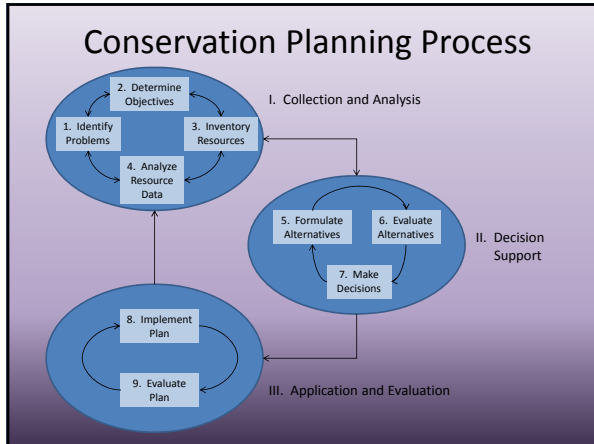 Conservation Planning Process
2. Determine
Objectives
I. Collection and Analysis
1. Identify
Problems
3. Inventory
Resources
4. Analyze
Resource
Data
5. Formulate
Alternatives
6. Evaluate
Alternatives
II. Decision
Support
7. Make
Decisions
8. Implement
Plan
9. Evaluate
Plan
III. Application and Evaluation